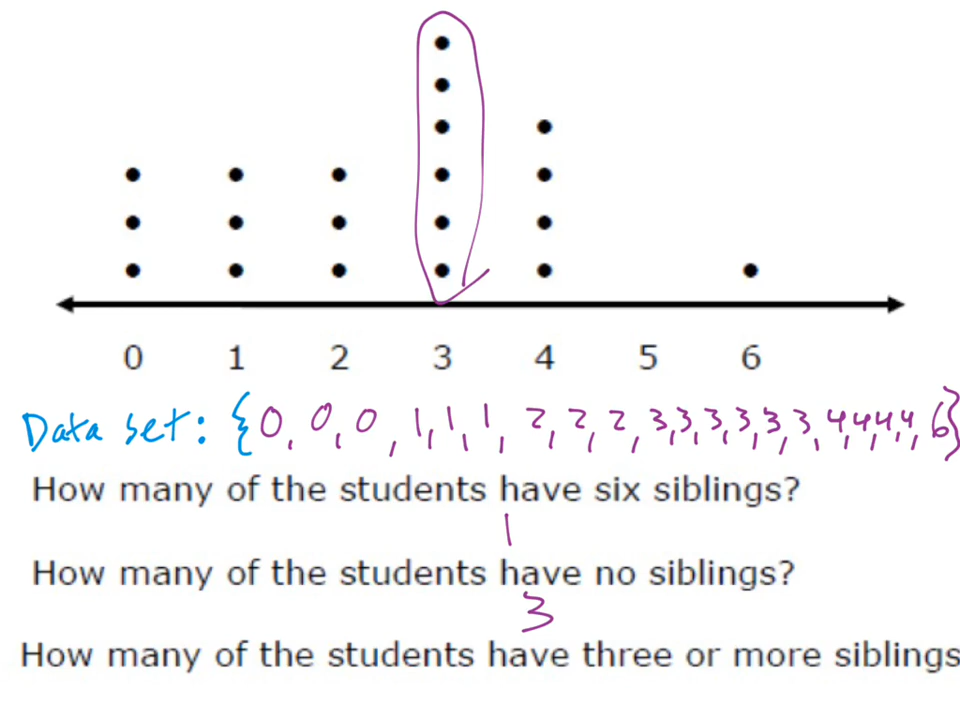 0 1 2 3 4 5 6
Data set: {0, 0, 0, 1, 1, 1, 2, 2, 2, 3, 3, 3, 3, 3, 3, 4, 4, 4, 4, 6}
How many of the students have six siblings?
1
How many of the students have no siblings?
3
How many of the students have three or more siblings